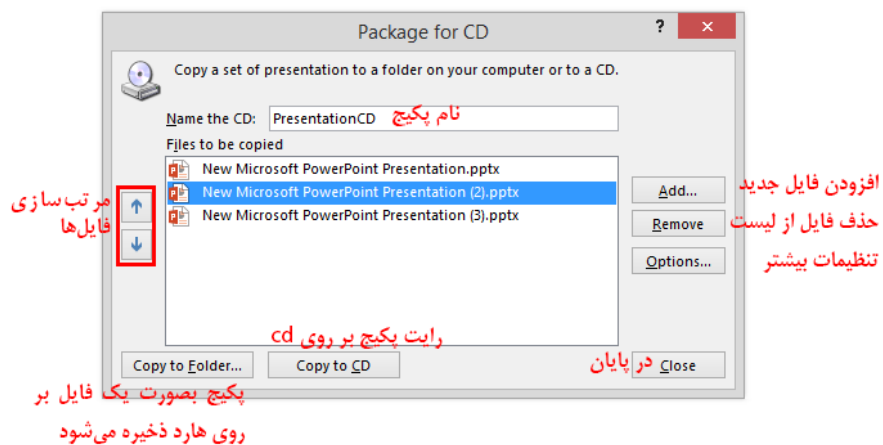 Package for CD
?
Copy a set of presentation to a folder on your computer or to a CD.
Name the CD: PresentationCD نام پکیج
Files to be copied
New Microsoft PowerPoint Presentation.pptx
New Microsoft PowerPoint Presentation (2).pptx
New Microsoft PowerPoint Presentation (3).pptx
مرتب‌سازی
فایل‌ها
Add... افزودن فایل جدید
Remove حذف فایل از لیست
Options... تنظیمات بیشتر
رایت پکیج بر روی cd
Copy to Folder...
Copy to CD
Close در پایان
پکیج بصورت یک فایل بر
روی هارد ذخیره می‌شود